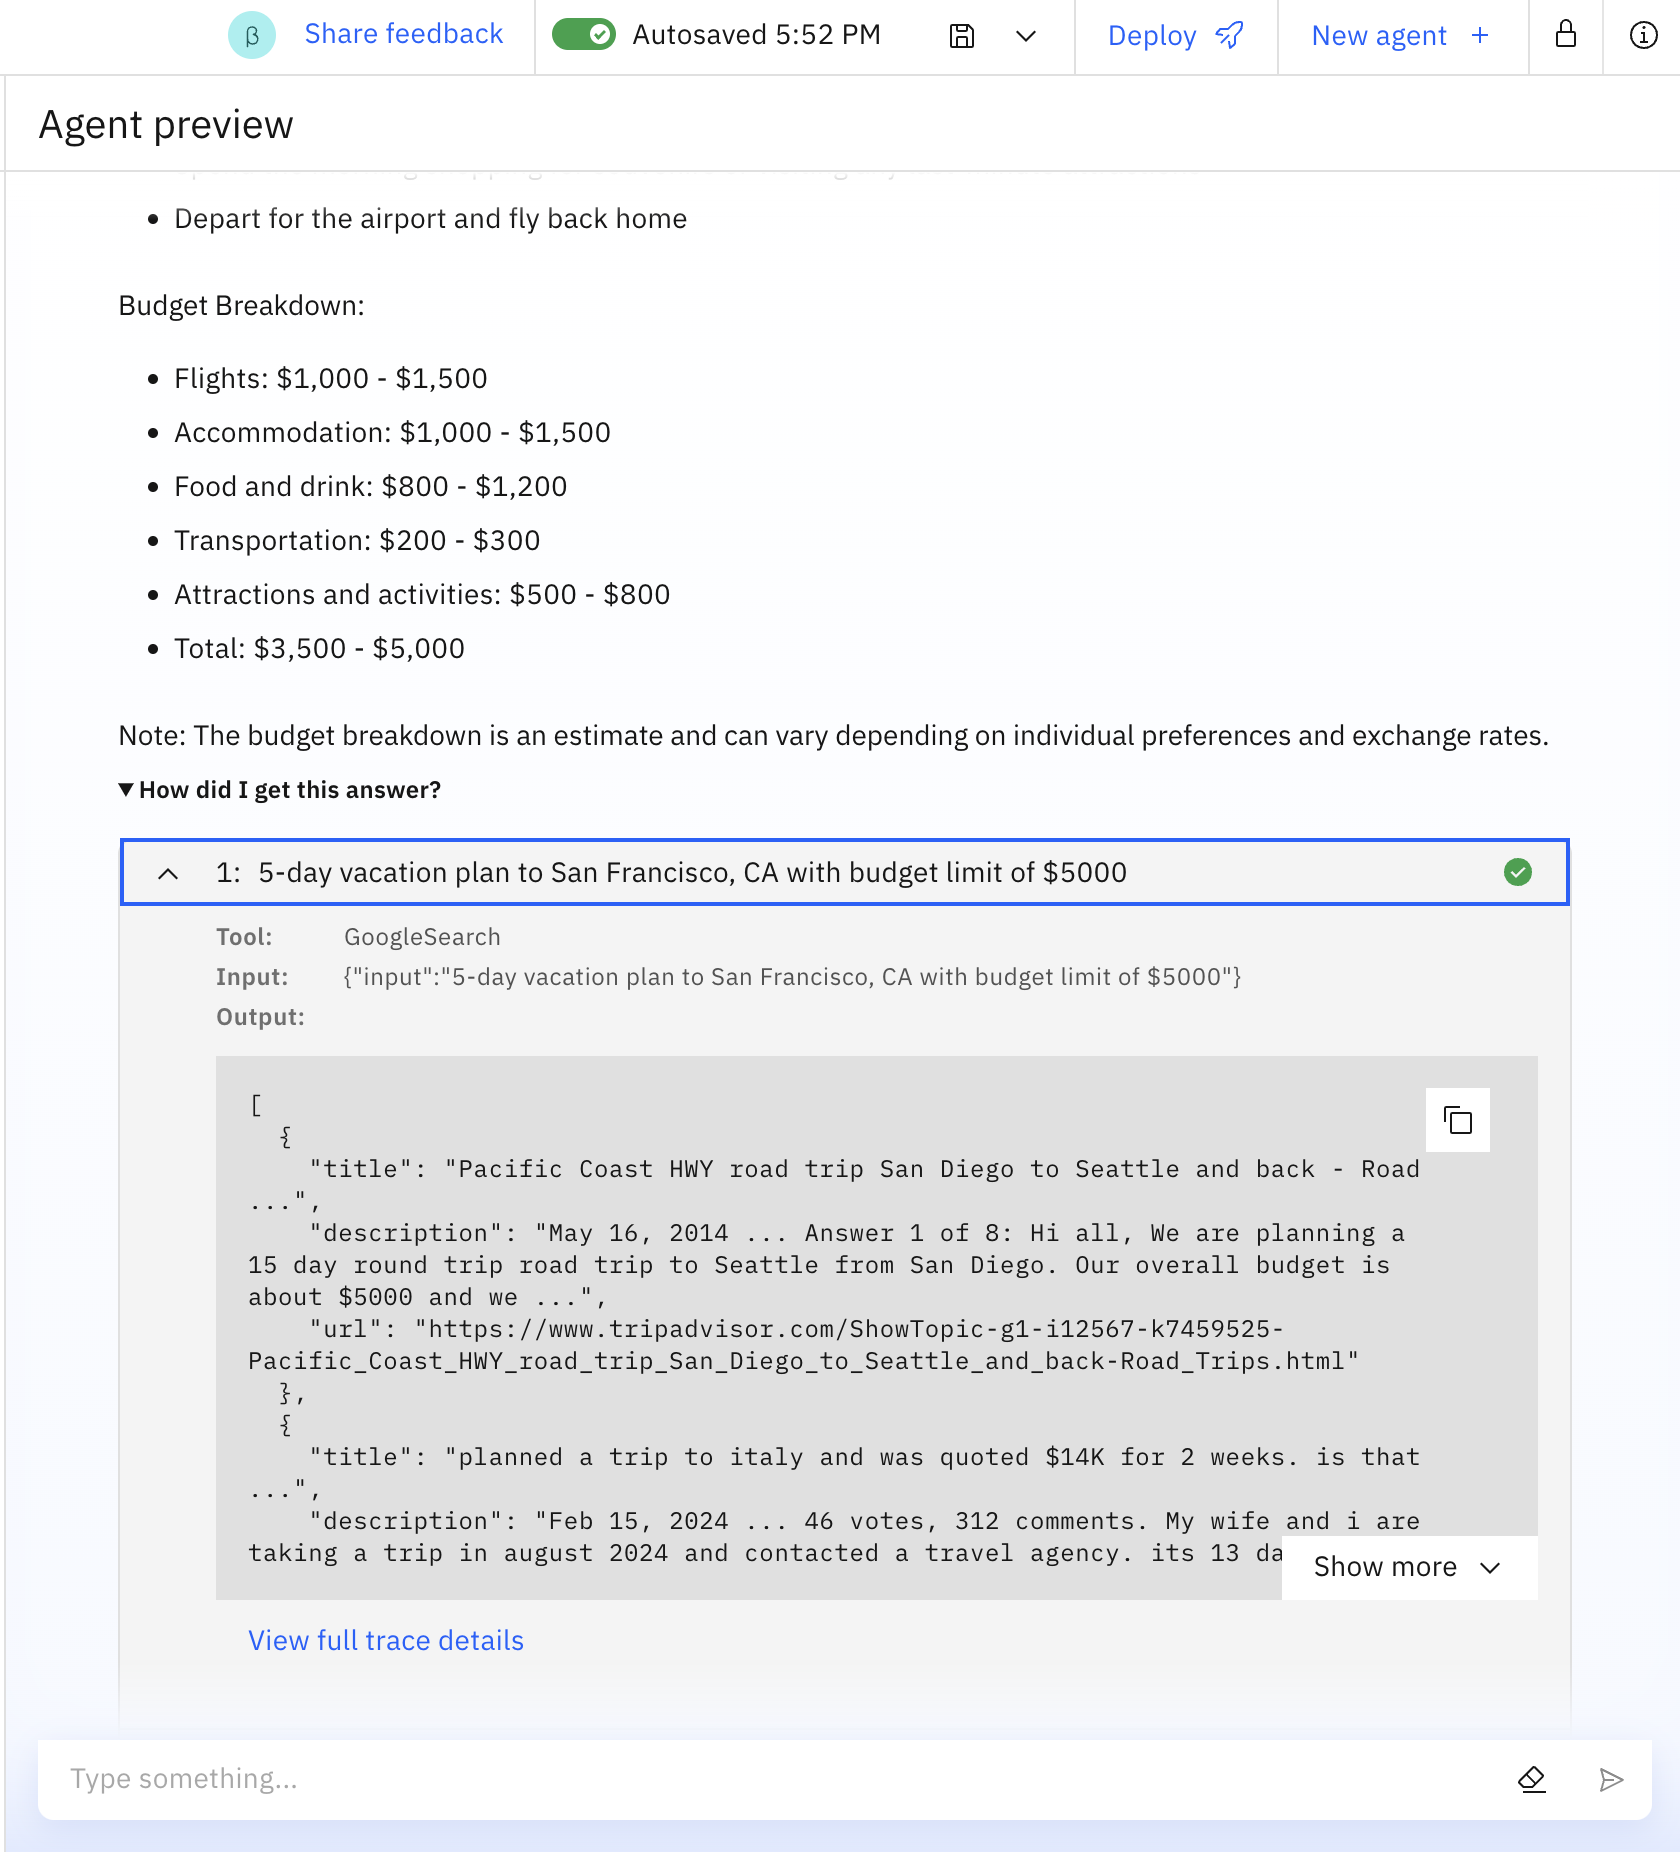 β Share feedback Autosaved 5:52 PM Deploy New agent +
Agent preview
• Depart for the airport and fly back home
Budget Breakdown:
• Flights: $1,000 - $1,500
• Accommodation: $1,000 - $1,500
• Food and drink: $800 - $1,200
• Transportation: $200 - $300
• Attractions and activities: $500 - $800
• Total: $3,500 - $5,000
Note: The budget breakdown is an estimate and can vary depending on individual preferences and exchange rates.
▼ How did I get this answer?
1: 5-day vacation plan to San Francisco, CA with budget limit of $5000
Tool: GoogleSearch
Input: {"input":"5-day vacation plan to San Francisco, CA with budget limit of $5000"}
Output:
[
{
"title": "Pacific Coast HWY road trip San Diego to Seattle and back - Road
...",
"description": "May 16, 2014 ... Answer 1 of 8: Hi all, We are planning a
15 day round trip road trip to Seattle from San Diego. Our overall budget is
about $5000 and we ...",
"url": "https://www.tripadvisor.com/ShowTopic-g1-i12567-k7459525-
Pacific_Coast_HWY_road_trip_San_Diego_to_Seattle_and_back-Road_Trips.html"
},
{
"title": "planned a trip to italy and was quoted $14K for 2 weeks. is that
...",
"description": "Feb 15, 2024 ... 46 votes, 312 comments. My wife and i are
taking a trip in august 2024 and contacted a travel agency. its 13 da
Show more
View full trace details
Type something...